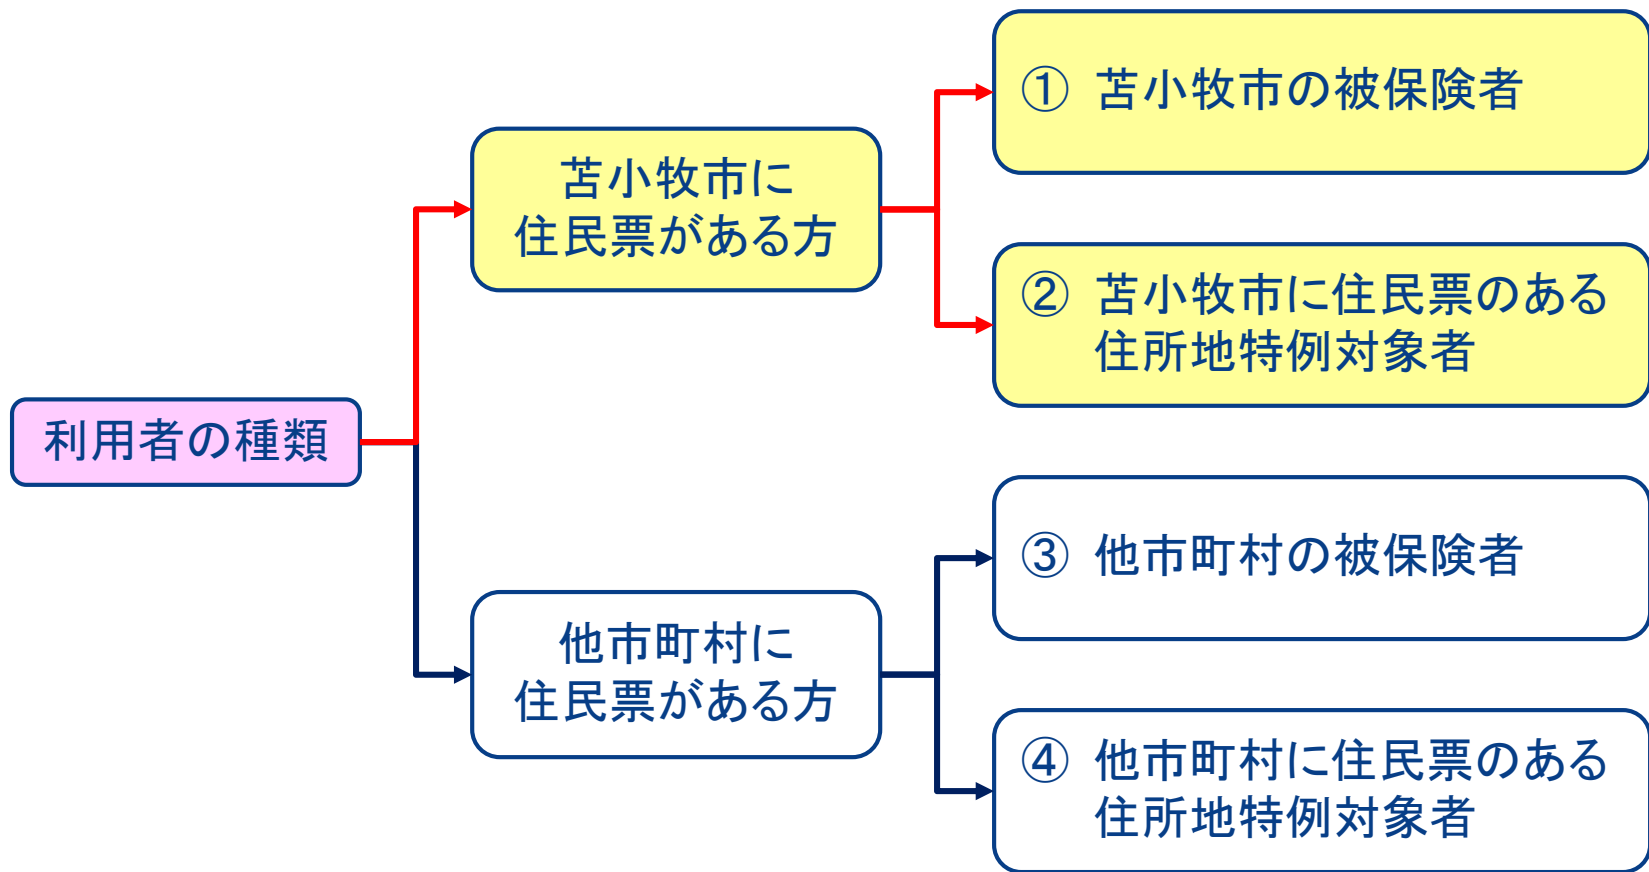 利用者の種類
苫小牧市に
住民票がある方
① 苫小牧市の被保険者
② 苫小牧市に住民票のある
住所地特例対象者
他市町村に
住民票がある方
③ 他市町村の被保険者
④ 他市町村に住民票のある
住所地特例対象者